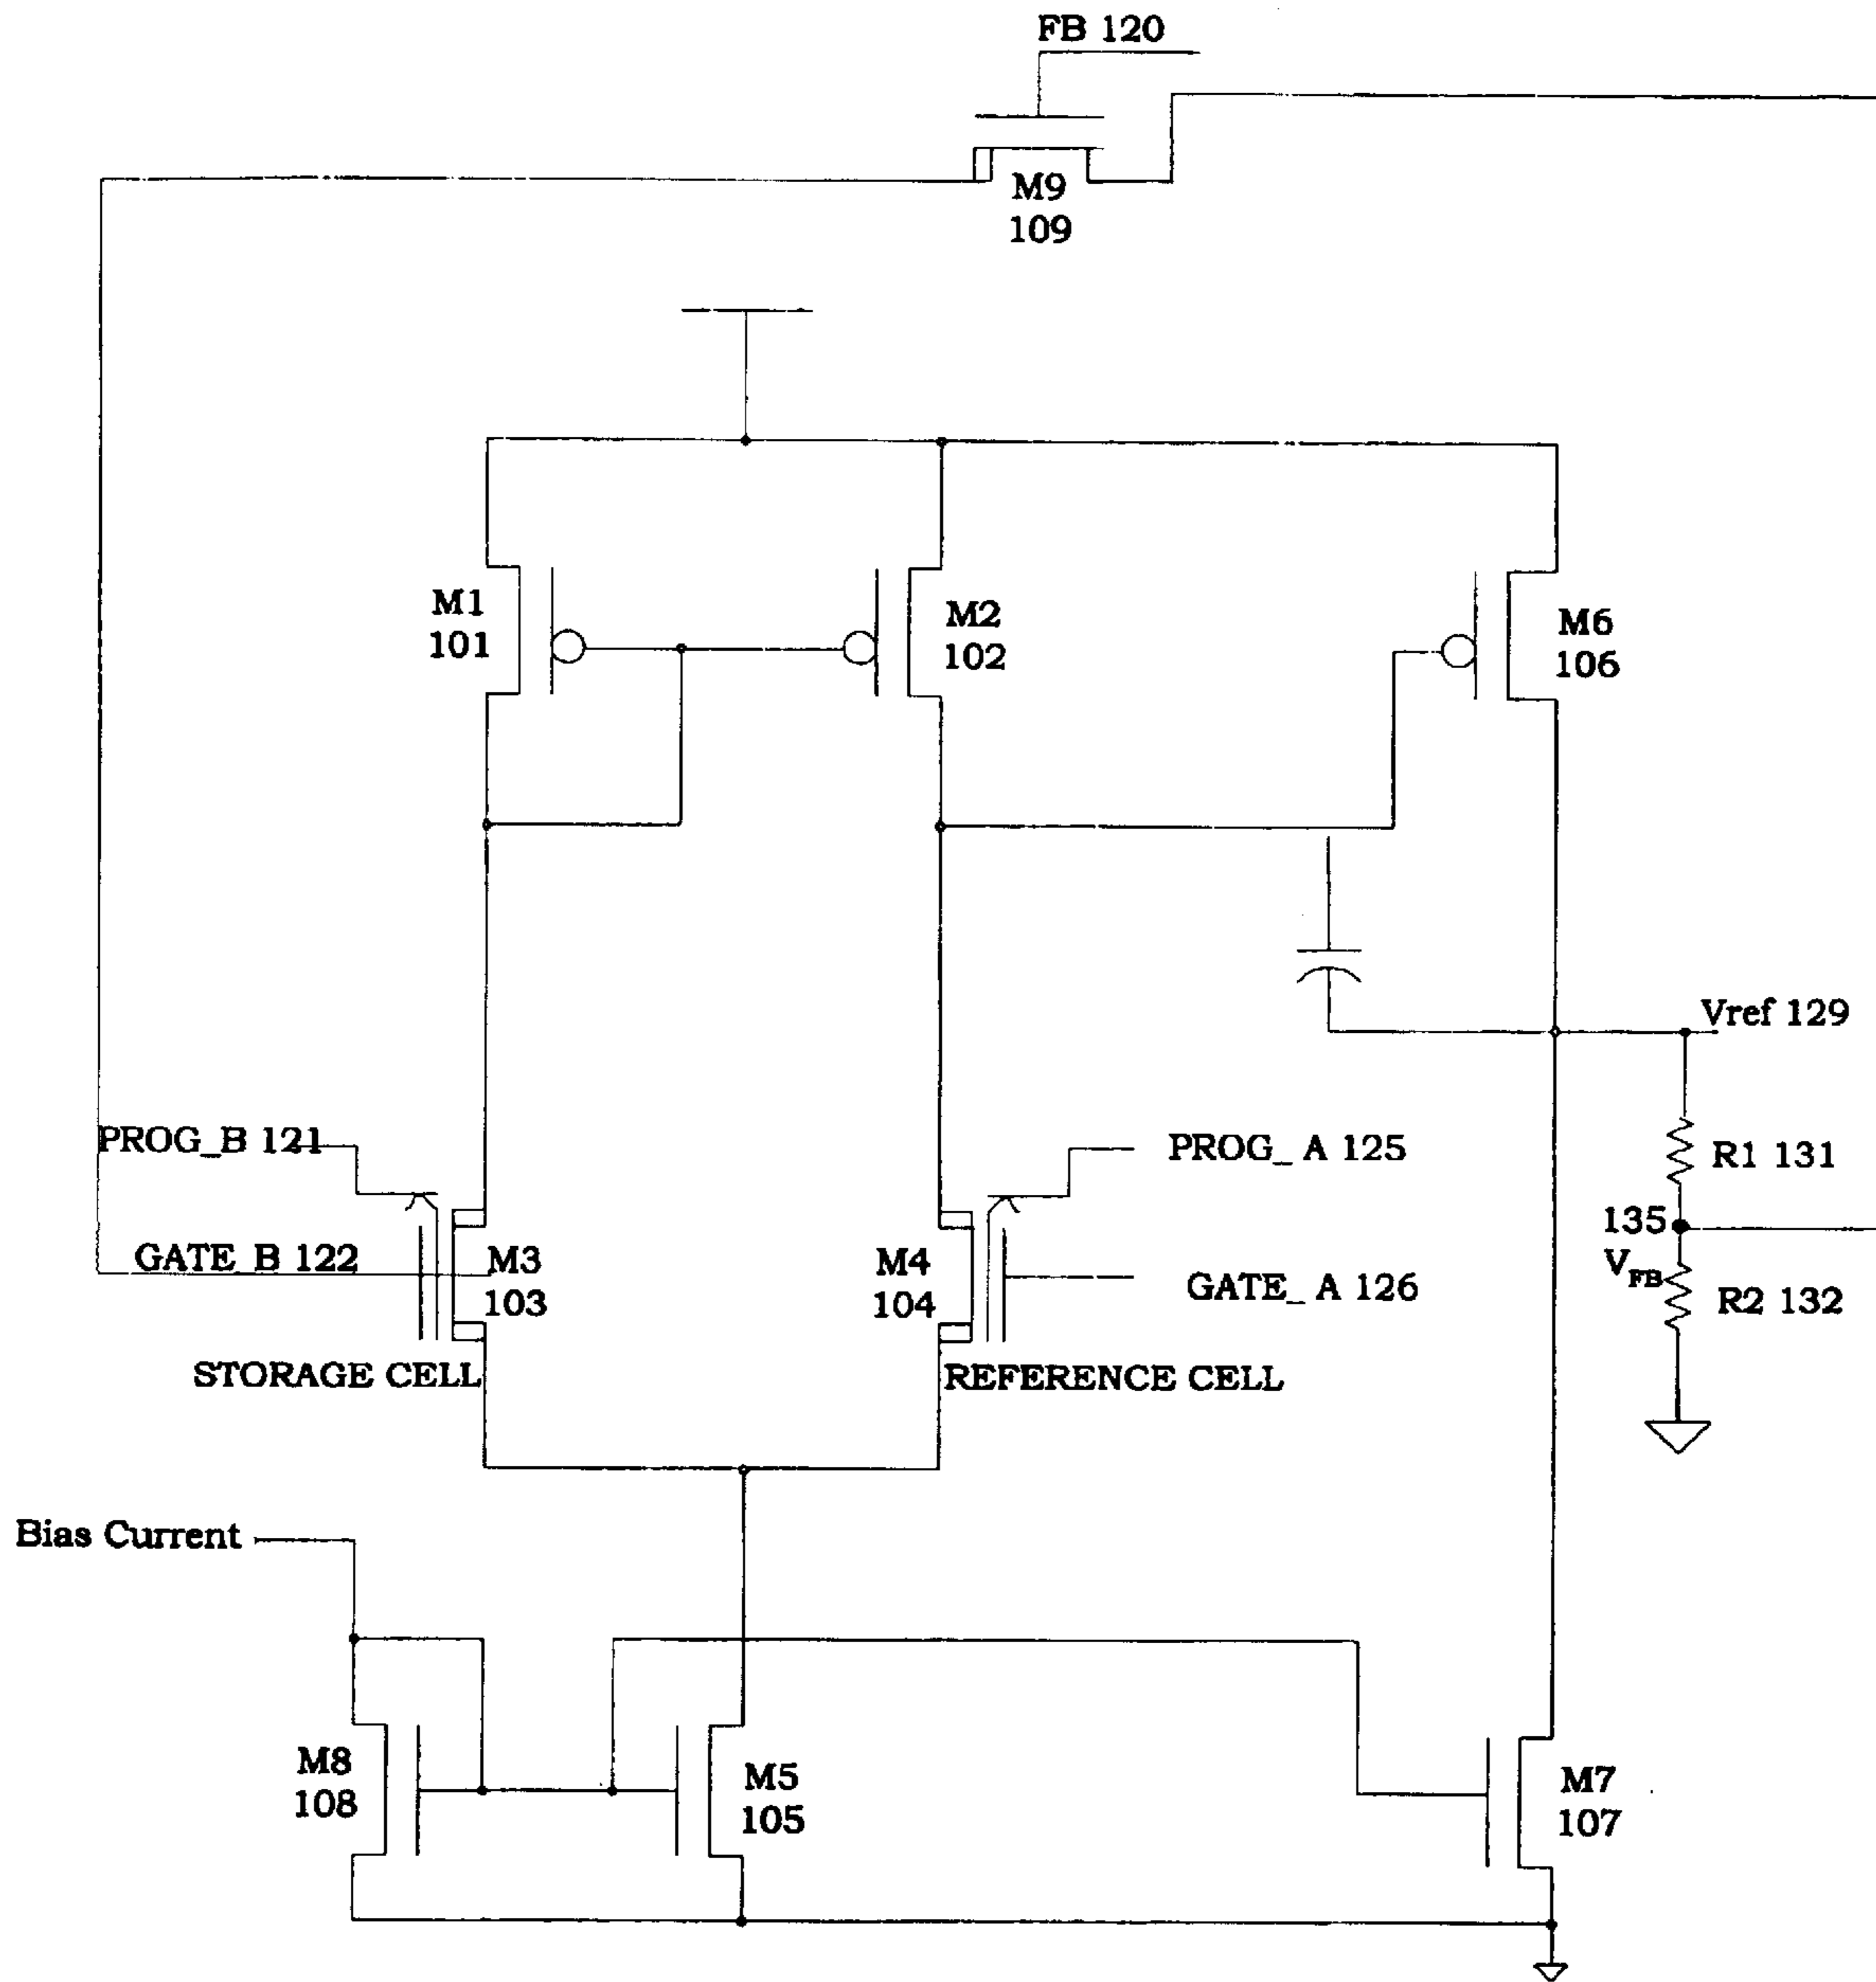 FB 120
M9
109
M1
101
M2
102
M6
106
Vref 129
PROG_B 121
PROG_ A 125
R1 131
135
VFB
GATE_B 122
M3
103
M4
104
GATE_ A 126
R2 132
STORAGE CELL
REFERENCE CELL
Bias Current
M8
108
M5
105
M7
107